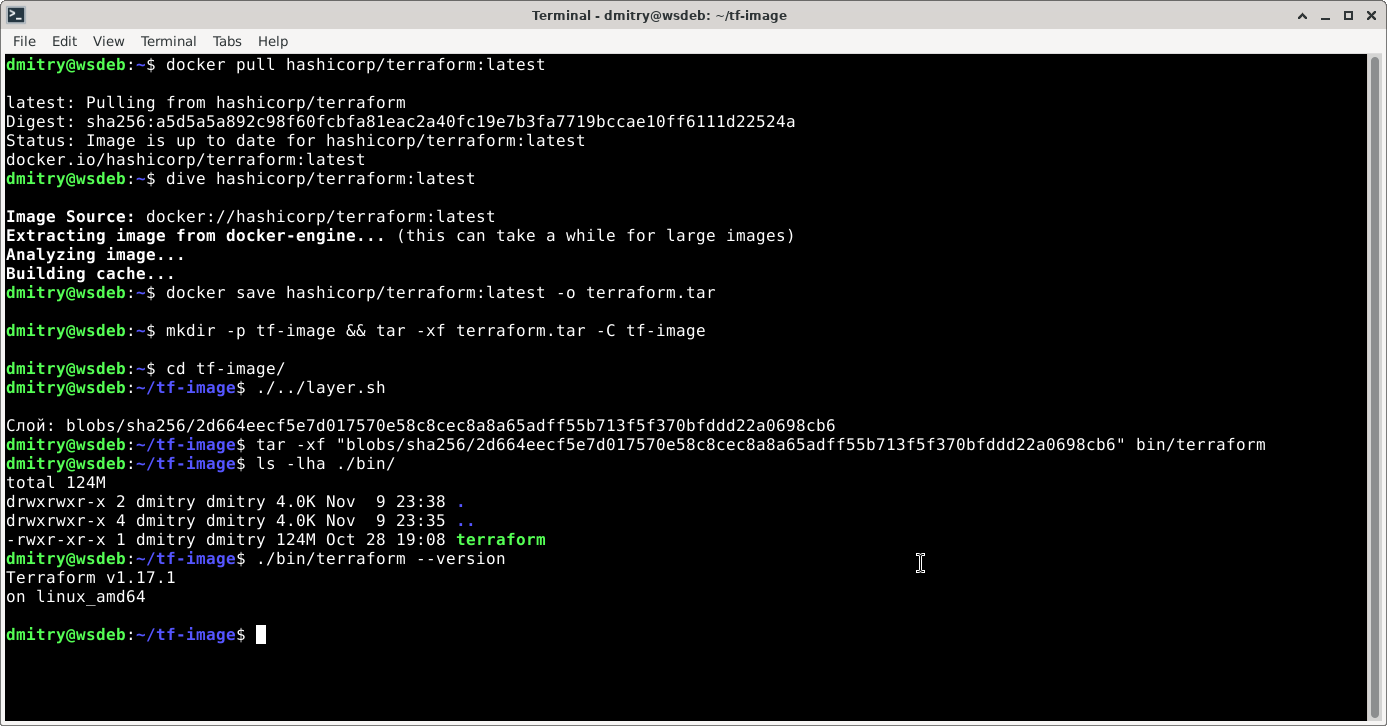 Terminal - dmitry@wsdeb: ~/tf-image
File Edit View Terminal Tabs Help
dmitry@wsdeb:~$ docker pull hashicorp/terraform:latest
latest: Pulling from hashicorp/terraform
Digest: sha256:a5d5a5a892c98f60fcbfa81eac2a40fc19e7b3fa7719bccae10ff6111d22524a
Status: Image is up to date for hashicorp/terraform:latest
docker.io/hashicorp/terraform:latest
dmitry@wsdeb:~$ dive hashicorp/terraform:latest
Image Source: docker://hashicorp/terraform:latest
Extracting image from docker-engine... (this can take a while for large images)
Analyzing image...
Building cache...
dmitry@wsdeb:~$ docker save hashicorp/terraform:latest -o terraform.tar
dmitry@wsdeb:~$ mkdir -p tf-image && tar -xf terraform.tar -C tf-image
dmitry@wsdeb:~$ cd tf-image/
dmitry@wsdeb:~/tf-image$ ./../layer.sh
Слой: blobs/sha256/2d664eecf5e7d017570e58c8cec8a8a65adff55b713f5f370bfddd22a0698cb6
dmitry@wsdeb:~/tf-image$ tar -xf "blobs/sha256/2d664eecf5e7d017570e58c8cec8a8a65adff55b713f5f370bfddd22a0698cb6" bin/terraform
dmitry@wsdeb:~/tf-image$ ls -lha ./bin/
total 124M
drwxrwxr-x 2 dmitry dmitry 4.0K Nov  9 23:38 .
drwxrwxr-x 4 dmitry dmitry 4.0K Nov  9 23:35 ..
-rwxr-xr-x 1 dmitry dmitry 124M Oct 28 19:08 terraform
dmitry@wsdeb:~/tf-image$ ./bin/terraform --version
Terraform v1.17.1
on linux_amd64
dmitry@wsdeb:~/tf-image$